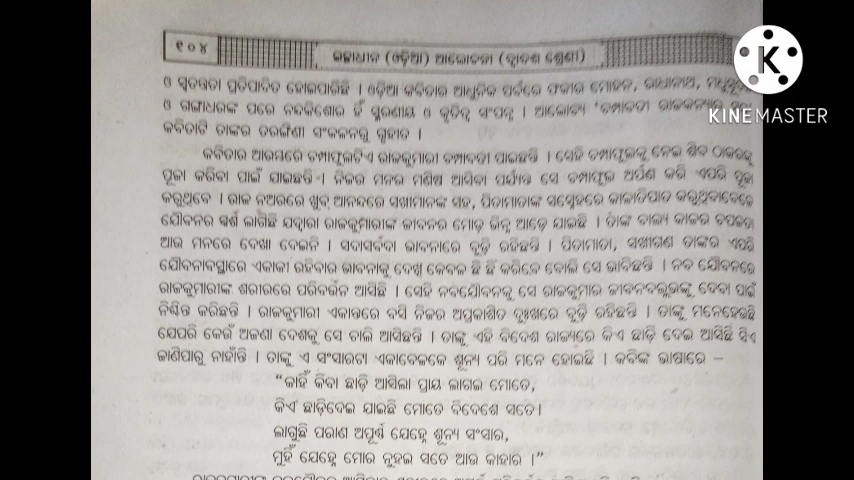 ୧୦୪
ଇଚ୍ଛାଧୀନ (ଓଡ଼ିଆ) ଆଲୋଚନା (ଦ୍ୱାଦଶ ଶ୍ରେଣୀ)
K
KINEMASTER
ଓ ସ୍ୱତନ୍ତ୍ରତା ପ୍ରତିପାଦିତ ହୋଇପାରିଛି । ଓଡ଼ିଆ କବିତାର ଆଧୁନିକ ପର୍ବରେ ଫକୀର ମୋହନ, ରାଧାନାଥ,
ଓ ଗଙ୍ଗାଧରଙ୍କ ପରେ ନନ୍ଦକିଶୋର ହିଁ ସ୍ମରଣୀୟ ଓ କୃତିତ୍ୱ ସଂପନ୍ନ । ଆଲୋଚ୍ୟ ‘ଚମ୍ପାବତୀ ରାଜକନ୍ୟାର
କବିତାଟି ତାଙ୍କର ତରଙ୍ଗିଣୀ ସଂକଳନରୁ ଗୃହୀତ ।
କବିତାର ଆରମ୍ଭରେ ଚମ୍ପାଫୁଲଟିଏ ରାଜକୁମାରୀ ଚମ୍ପାବତୀ ପାଇଛନ୍ତି । ସେହି ଚମ୍ପାଫୁଲକୁ ନେଇ ଶିବ ଠାକୁରଙ୍କୁ
ପୂଜା କରିବା ପାଇଁ ଯାଇଛନ୍ତି । ନିଜର ମନର ମଣିଷ ଆସିବା ପର୍ଯ୍ୟନ୍ତ ସେ ଚମ୍ପାଫୁଲ ଅର୍ପଣ କରି ଏପରି ପୂଜା
କରୁଥିବେ । ରାଜ ନଅରରେ ଖୁବ୍ ଆନନ୍ଦରେ ସଖୀମାନଙ୍କ ସହ, ପିତାମାତାଙ୍କ ସସ୍ନେହରେ କାଳାତିପାତ କରୁଥିବାବେଳେ
ଯୌବନର ସ୍ପର୍ଶ ଲାଗିଛି ଯଦ୍ଵାରା ରାଜକୁମାରୀଙ୍କ ଜୀବନର ମୋଡ଼ ଭିନ୍ନ ଆଡ଼େ ଯାଇଛି । ତାଙ୍କ ବାଲ୍ୟ କାଳର ଚପଳତା
ଆଉ ମନରେ ଦେଖା ଦେଇନି । ସଦାସର୍ବଦା ଭାବନାରେ ବୁଡ଼ି ରହିଛନ୍ତି । ପିତାମାତା, ସଖୀଗଣ ତାଙ୍କର ଏପରି
ଯୌବନାବସ୍ଥାରେ ଏକାକୀ ରହିବାର ଭାବନାକୁ ଦେଖି କେବଳ ଛି ଛି କରିବେ ବୋଲି ସେ ଭାବିଛନ୍ତି । ନବ ଯୌବନରେ
ରାଜକୁମାରୀଙ୍କ ଶରୀରରେ ପରିବର୍ତ୍ତନ ଆସିଛି । ସେହି ନବଯୌବନକୁ ସେ ରାଜକୁମାର ଜୀବନବଲ୍ଲଭଙ୍କୁ ଦେବା ପାଇଁ
ନିଶ୍ଚିତ କରିଛନ୍ତି । ରାଜକୁମାରୀ ଏକାନ୍ତରେ ବସି ନିଜର ଅପ୍ରକାଶିତ ଦୁଃଖରେ ବୁଡ଼ି ରହିଛନ୍ତି । ତାଙ୍କୁ ମନେହେଉଛି
ଯେପରି କେଉଁ ଅଜଣା ଦେଶକୁ ସେ ଚାଲି ଆସିଛନ୍ତି । ତାଙ୍କୁ ଏହି ବିଦେଶ ରାଜ୍ୟରେ କିଏ ଛାଡ଼ି ଦେଇ ଆସିଛି ସିଏ
ଜାଣିପାରୁ ନାହାଁନ୍ତି । ତାଙ୍କୁ ଏ ସଂସାରଟା ଏକାବେଳକେ ଶୂନ୍ୟ ପରି ମନେ ହୋଇଛି । କବିଙ୍କ ଭାଷାରେ –
“କାହିଁ କିବା ଛାଡ଼ି ଆସିଲା ପ୍ରାୟ ଲାଗଇ ମୋତେ,
କିଏ ଛାଡ଼ିଦେଇ ଯାଇଛି ମୋତେ ବିଦେଶେ ସତେ ।
ଲାଗୁଛି ପରାଣ ଅପୂର୍ଣ୍ଣ ଯେହ୍ନେ ଶୂନ୍ୟ ସଂସାର,
ମୁହିଁ ଯେହ୍ନେ ମୋର ନୁହଇ ସତେ ଆଉ କାହାର ।”